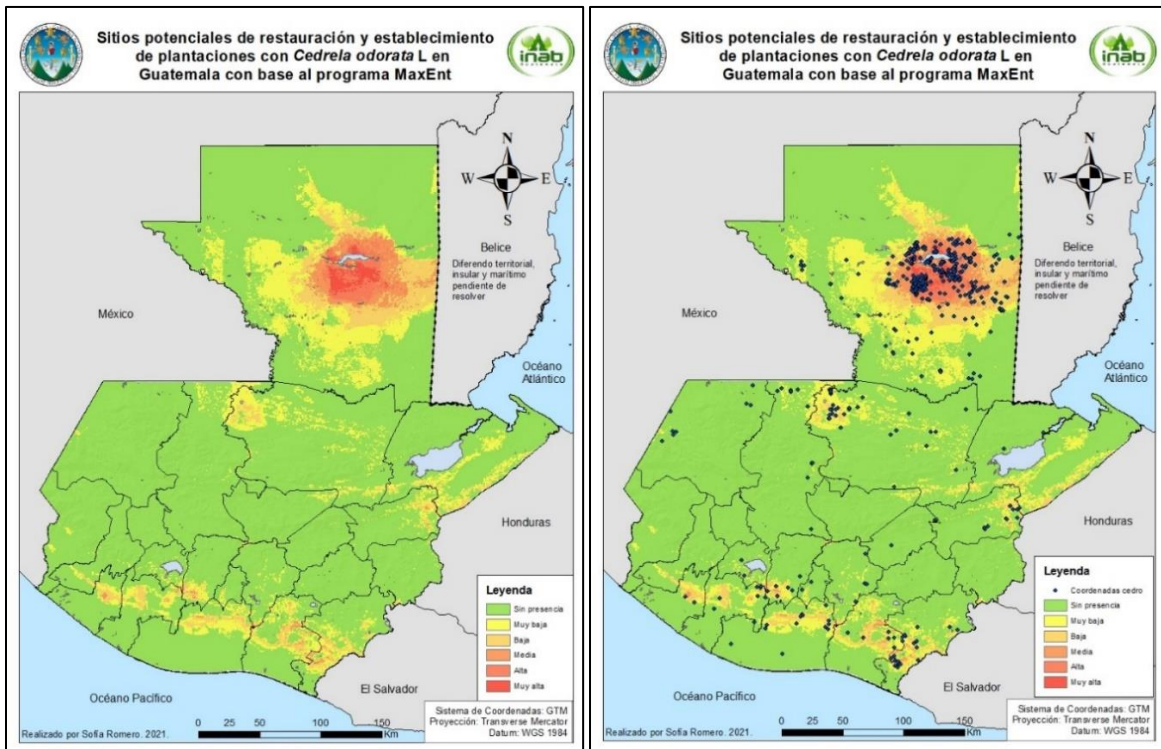 Sitios potenciales de restauración y establecimiento
de plantaciones con Cedrela odorata L en
Guatemala con base al programa MaxEnt
inab
GUATEMALA
N
W
E
S
Belice
Diferendo territorial,
insular y marítimo
pendiente de
resolver
México
Océano
Atlántico
Honduras
Leyenda
Sin presencia
Muy baja
Baja
Media
Alta
Muy alta
El Salvador
Océano Pacífico
Sistema de Coordenadas: GTM
Proyección: Transverse Mercator
Datum: WGS 1984
0 25 50 100 150
Km
Realizado por Sofía Romero. 2021.
Sitios potenciales de restauración y establecimiento
de plantaciones con Cedrela odorata L en
Guatemala con base al programa MaxEnt
inab
GUATEMALA
N
W
E
S
Belice
Diferendo territorial,
insular y marítimo
pendiente de
resolver
México
Océano
Atlántico
Honduras
Leyenda
Coordenadas cedro
Sin presencia
Muy baja
Baja
Media
Alta
Muy alta
El Salvador
Océano Pacífico
Sistema de Coordenadas: GTM
Proyección: Transverse Mercator
Datum: WGS 1984
0 25 50 100 150
Km
Realizado por Sofía Romero. 2021.